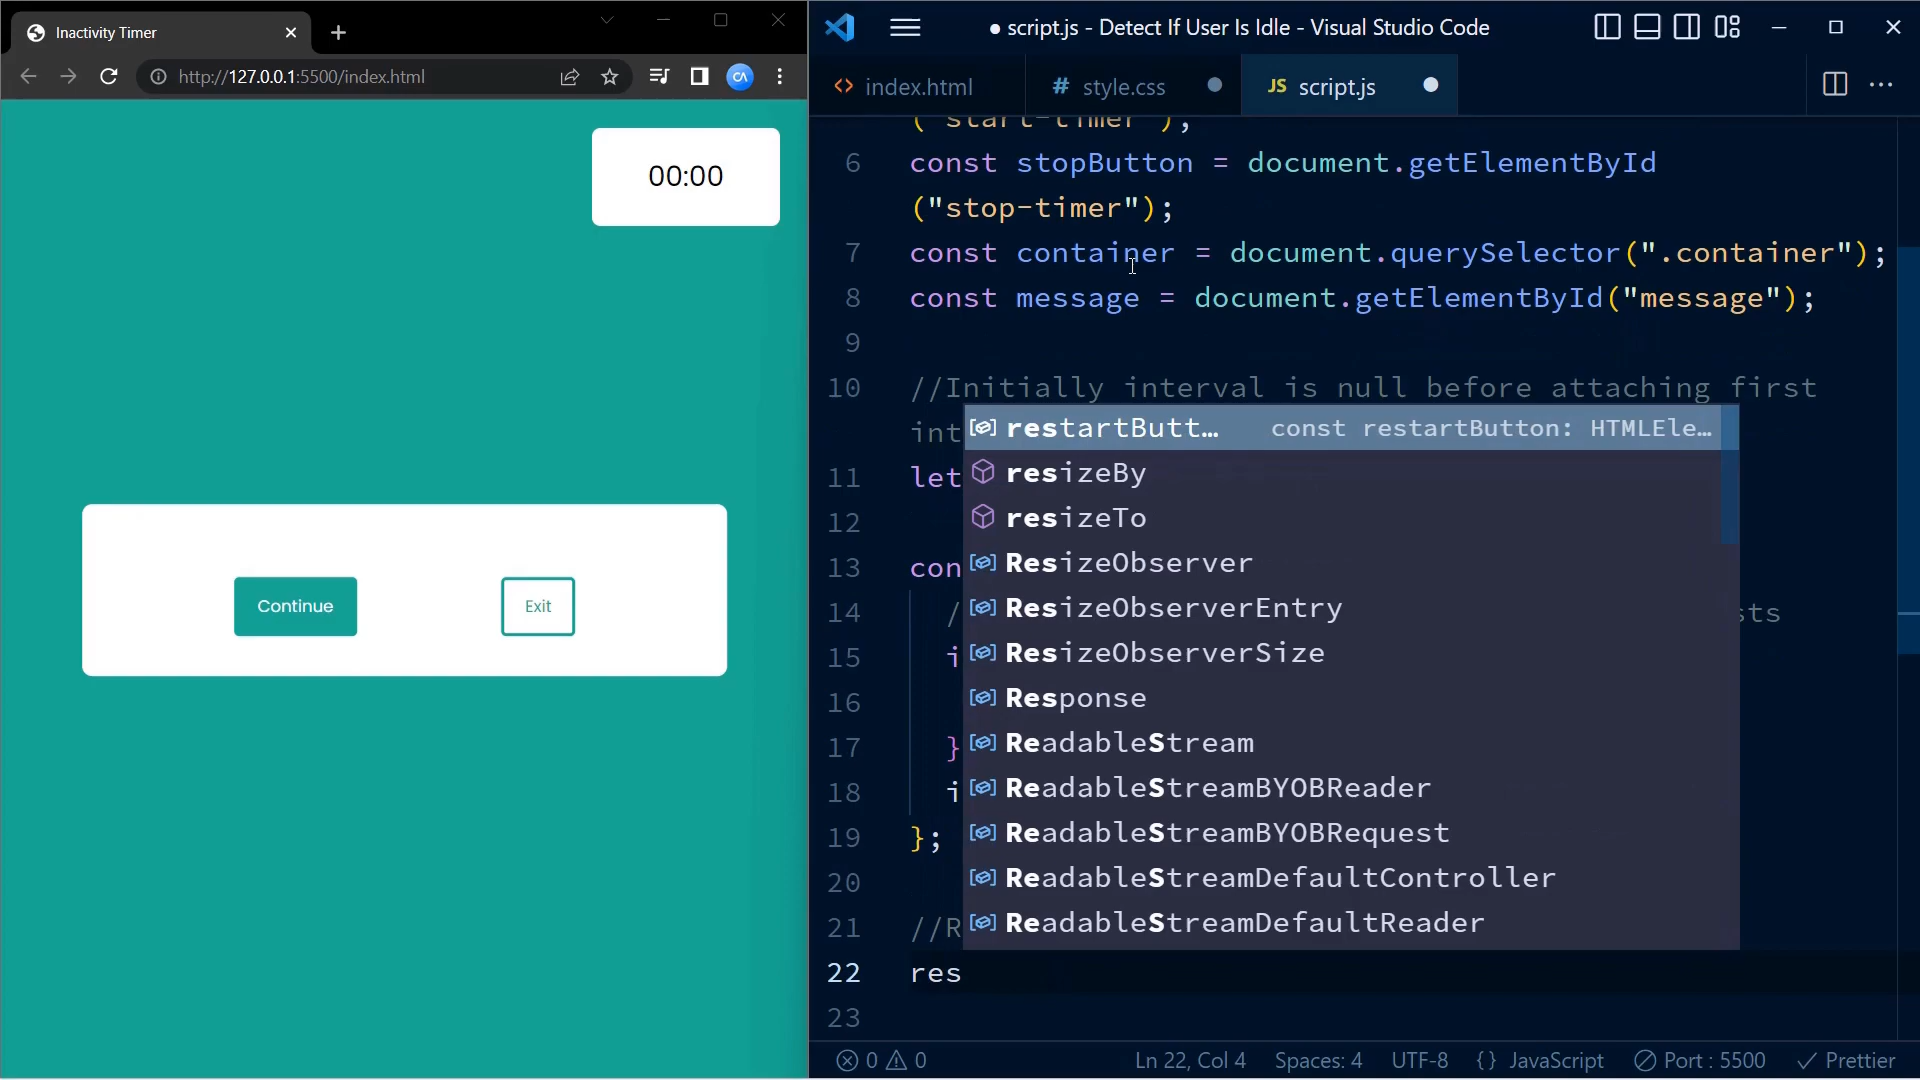 Inactivity Timer
http://127.0.0.1:5500/index.html
CA
00:00
Continue
Exit
● script.js - Detect If User Is Idle - Visual Studio Code
<> index.html
# style.css
JS script.js
("start-timer");
6 const stopButton = document.getElementById
("stop-timer");
7 const container = document.querySelector(".container");
8 const message = document.getElementById("message");
9
10 //Initially interval is null before attaching first
int
11 let
12
13 con
14 / sts
15 i
16
17 }
18 i
19 };
20
21 //R
22 res
23
restartButt… const restartButton: HTMLEle…
resizeBy
resizeTo
ResizeObserver
ResizeObserverEntry
ResizeObserverSize
Response
ReadableStream
ReadableStreamBYOBReader
ReadableStreamBYOBRequest
ReadableStreamDefaultController
ReadableStreamDefaultReader
0 0 Ln 22, Col 4 Spaces: 4 UTF-8 {} JavaScript Port : 5500 Prettier